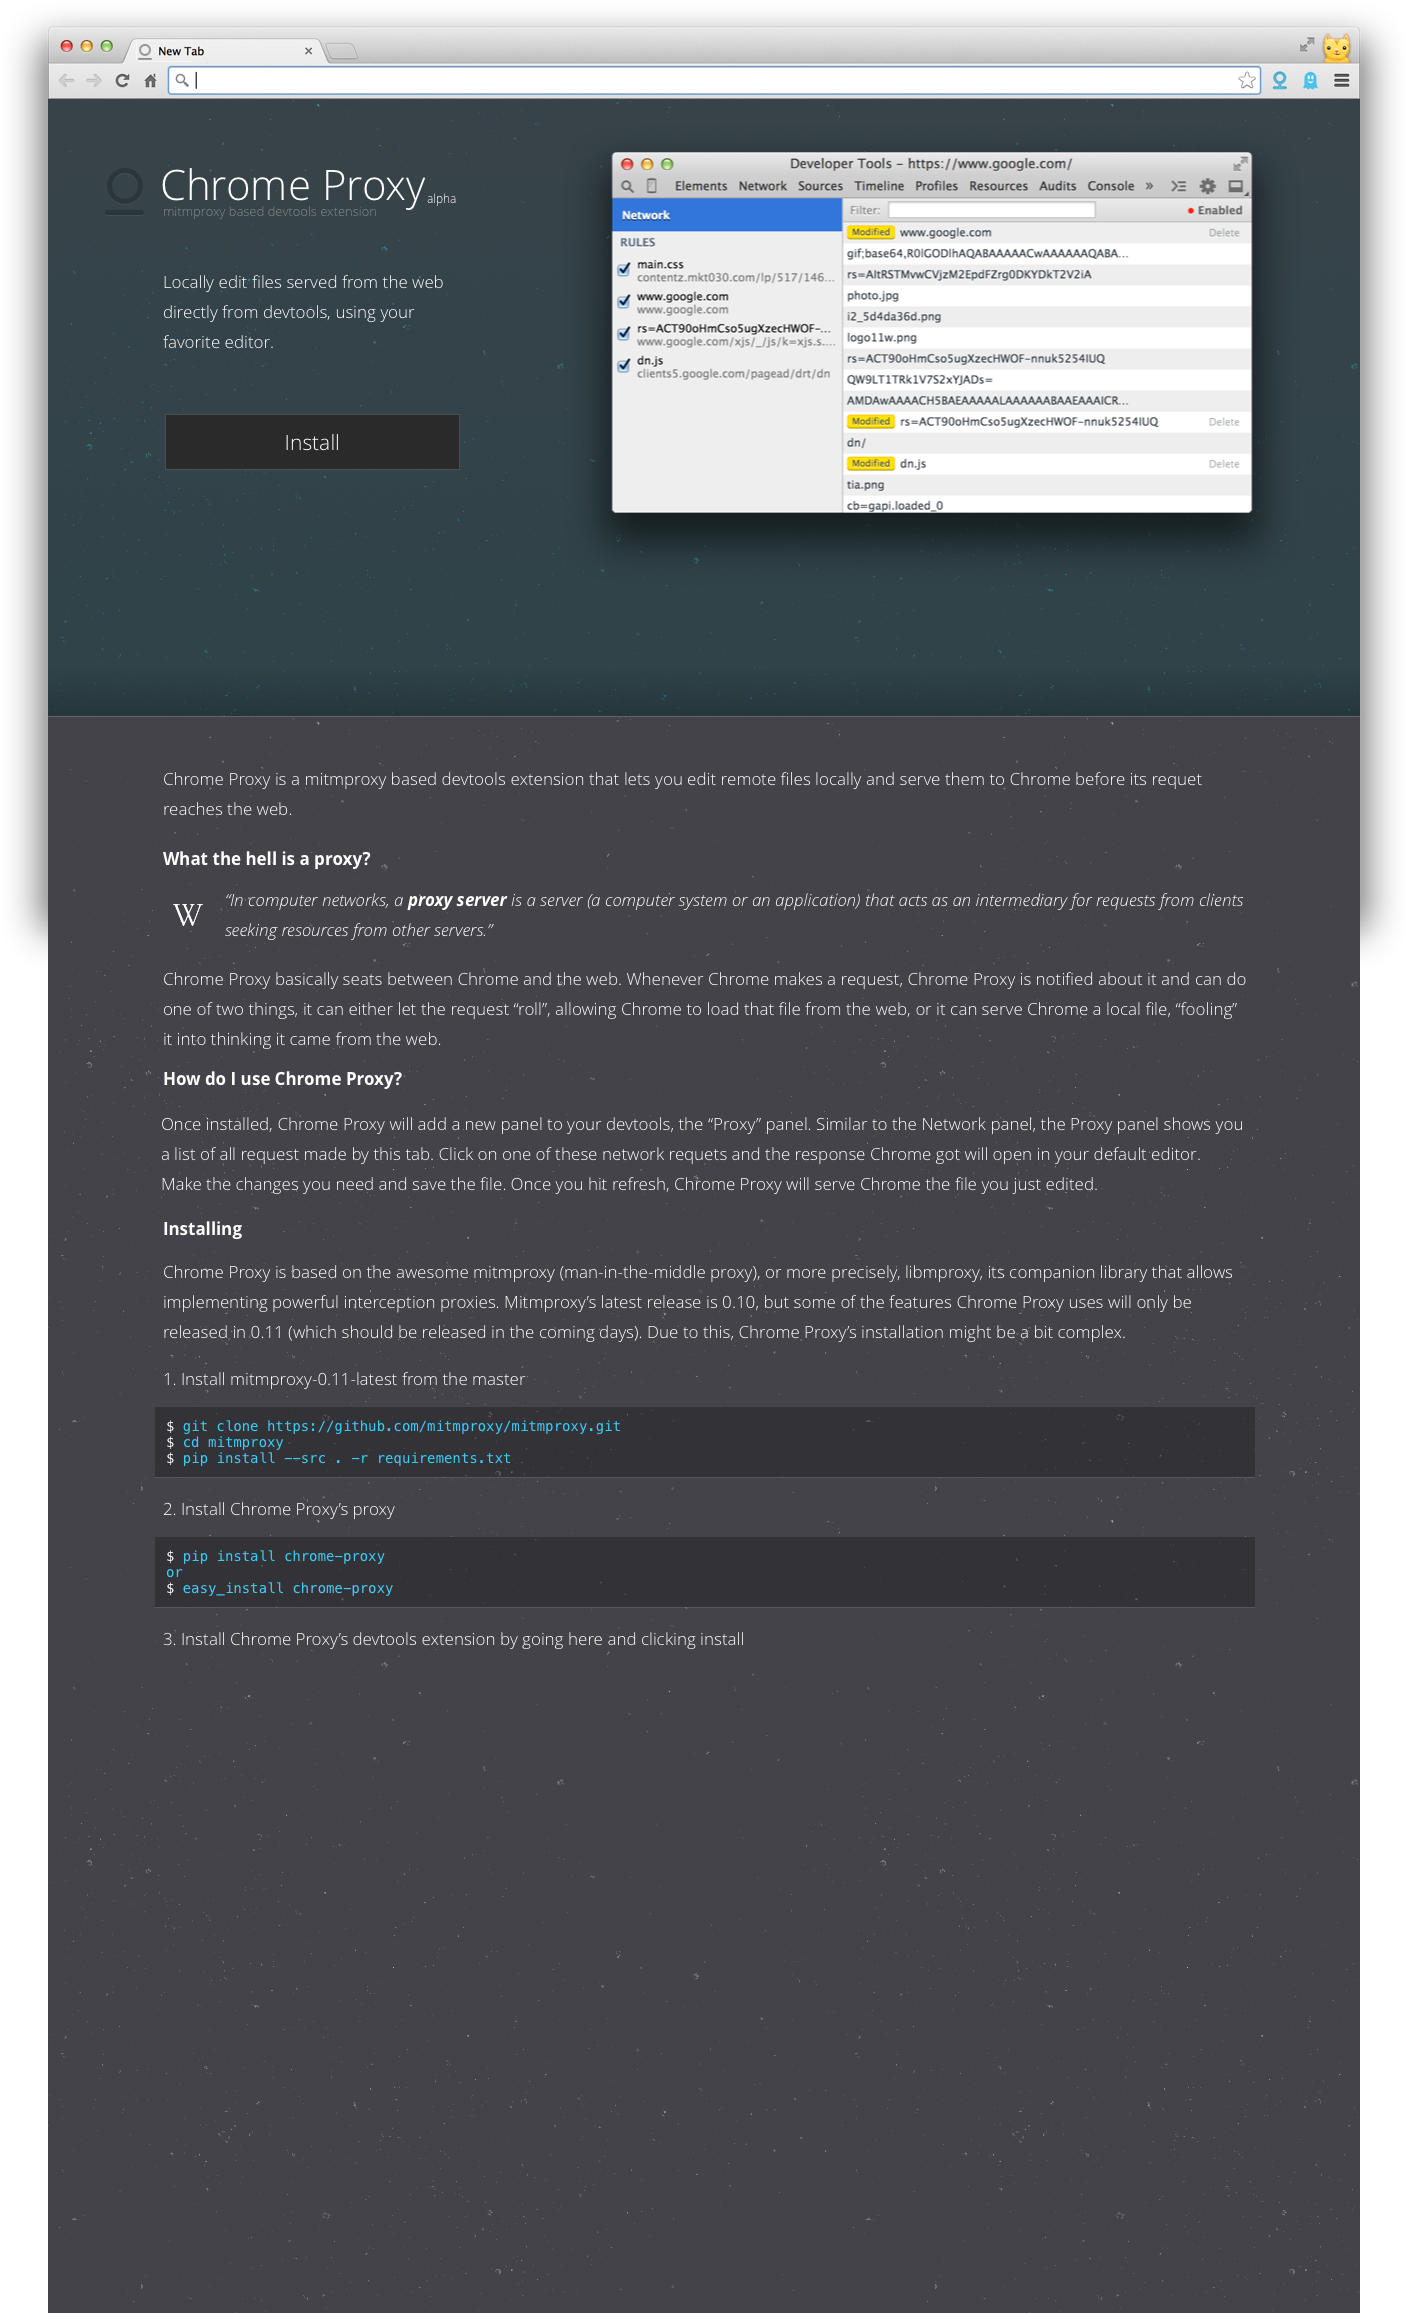 New Tab
Chrome Proxy alpha
mitmproxy based devtools extension
Locally edit files served from the web
directly from devtools, using your
favorite editor.
Install
Developer Tools – https://www.google.com/
Elements Network Sources Timeline Profiles Resources Audits Console »
Network
RULES
main.css
contentz.mkt030.com/lp/517/146...
www.google.com
www.google.com
rs=ACT90oHmCso5ugXzecHWOF-...
www.google.com/xjs/_/js/k=xjs.s....
dn.js
clients5.google.com/pagead/drt/dn
Filter: Enabled
Modified www.google.com Delete
gif;base64,R0lGODlhAQABAAAAACwAAAAAAQABA...
rs=AItRSTMvwCVjzM2EpdFZrg0DKYDkT2V2iA
photo.jpg
i2_5d4da36d.png
logo11w.png
rs=ACT90oHmCso5ugXzecHWOF-nnuk5254IUQ
QW9LT1TRk1V7S2xYJADs=
AMDAwAAAACH5BAEAAAAALAAAAAABAAEAAAICR...
Modified rs=ACT90oHmCso5ugXzecHWOF-nnuk5254IUQ Delete
dn/
Modified dn.js Delete
tia.png
cb=gapi.loaded_0
Chrome Proxy is a mitmproxy based devtools extension that lets you edit remote files locally and serve them to Chrome before its requet
reaches the web.
What the hell is a proxy?
W
“In computer networks, a proxy server is a server (a computer system or an application) that acts as an intermediary for requests from clients
seeking resources from other servers.”
Chrome Proxy basically seats between Chrome and the web. Whenever Chrome makes a request, Chrome Proxy is notified about it and can do
one of two things, it can either let the request “roll”, allowing Chrome to load that file from the web, or it can serve Chrome a local file, “fooling”
it into thinking it came from the web.
How do I use Chrome Proxy?
Once installed, Chrome Proxy will add a new panel to your devtools, the “Proxy” panel. Similar to the Network panel, the Proxy panel shows you
a list of all request made by this tab. Click on one of these network requets and the response Chrome got will open in your default editor.
Make the changes you need and save the file. Once you hit refresh, Chrome Proxy will serve Chrome the file you just edited.
Installing
Chrome Proxy is based on the awesome mitmproxy (man-in-the-middle proxy), or more precisely, libmproxy, its companion library that allows
implementing powerful interception proxies. Mitmproxy’s latest release is 0.10, but some of the features Chrome Proxy uses will only be
released in 0.11 (which should be released in the coming days). Due to this, Chrome Proxy’s installation might be a bit complex.
1. Install mitmproxy-0.11-latest from the master
$ git clone https://github.com/mitmproxy/mitmproxy.git
$ cd mitmproxy
$ pip install --src . -r requirements.txt
2. Install Chrome Proxy’s proxy
$ pip install chrome-proxy
or
$ easy_install chrome-proxy
3. Install Chrome Proxy’s devtools extension by going here and clicking install